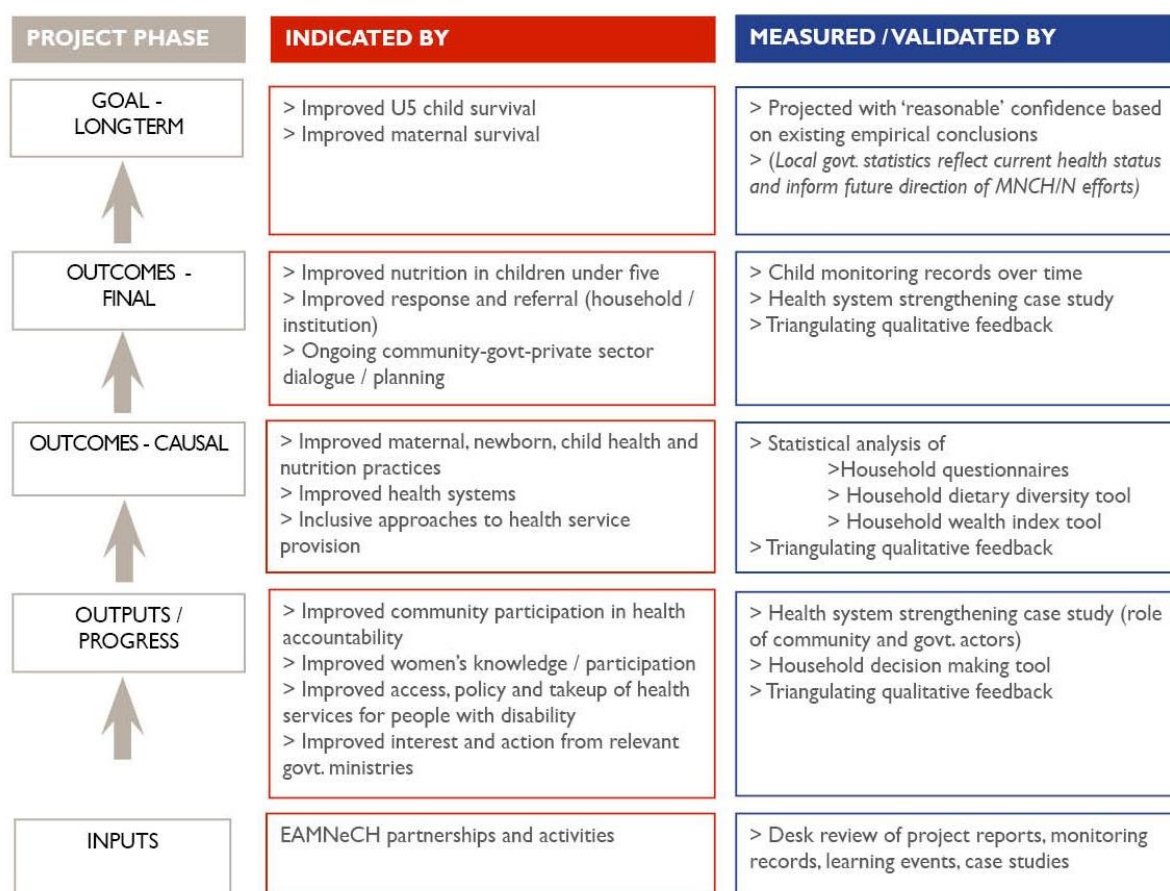 PROJECT PHASE
INDICATED BY
MEASURED / VALIDATED BY
GOAL -
LONG TERM
> Improved U5 child survival
> Improved maternal survival
> Projected with ‘reasonable’ confidence based
on existing empirical conclusions
> (Local govt. statistics reflect current health status
and inform future direction of MNCH/N efforts)
OUTCOMES -
FINAL
> Improved nutrition in children under five
> Improved response and referral (household /
institution)
> Ongoing community-govt-private sector
dialogue / planning
> Child monitoring records over time
> Health system strengthening case study
> Triangulating qualitative feedback
OUTCOMES - CAUSAL
> Improved maternal, newborn, child health and
nutrition practices
> Improved health systems
> Inclusive approaches to health service
provision
> Statistical analysis of
>Household questionnaires
> Household dietary diversity tool
> Household wealth index tool
> Triangulating qualitative feedback
OUTPUTS /
PROGRESS
> Improved community participation in health
accountability
> Improved women’s knowledge / participation
> Improved access, policy and takeup of health
services for people with disability
> Improved interest and action from relevant
govt. ministries
> Health system strengthening case study (role
of community and govt. actors)
> Household decision making tool
> Triangulating qualitative feedback
INPUTS
EAMNeCH partnerships and activities
> Desk review of project reports, monitoring
records, learning events, case studies